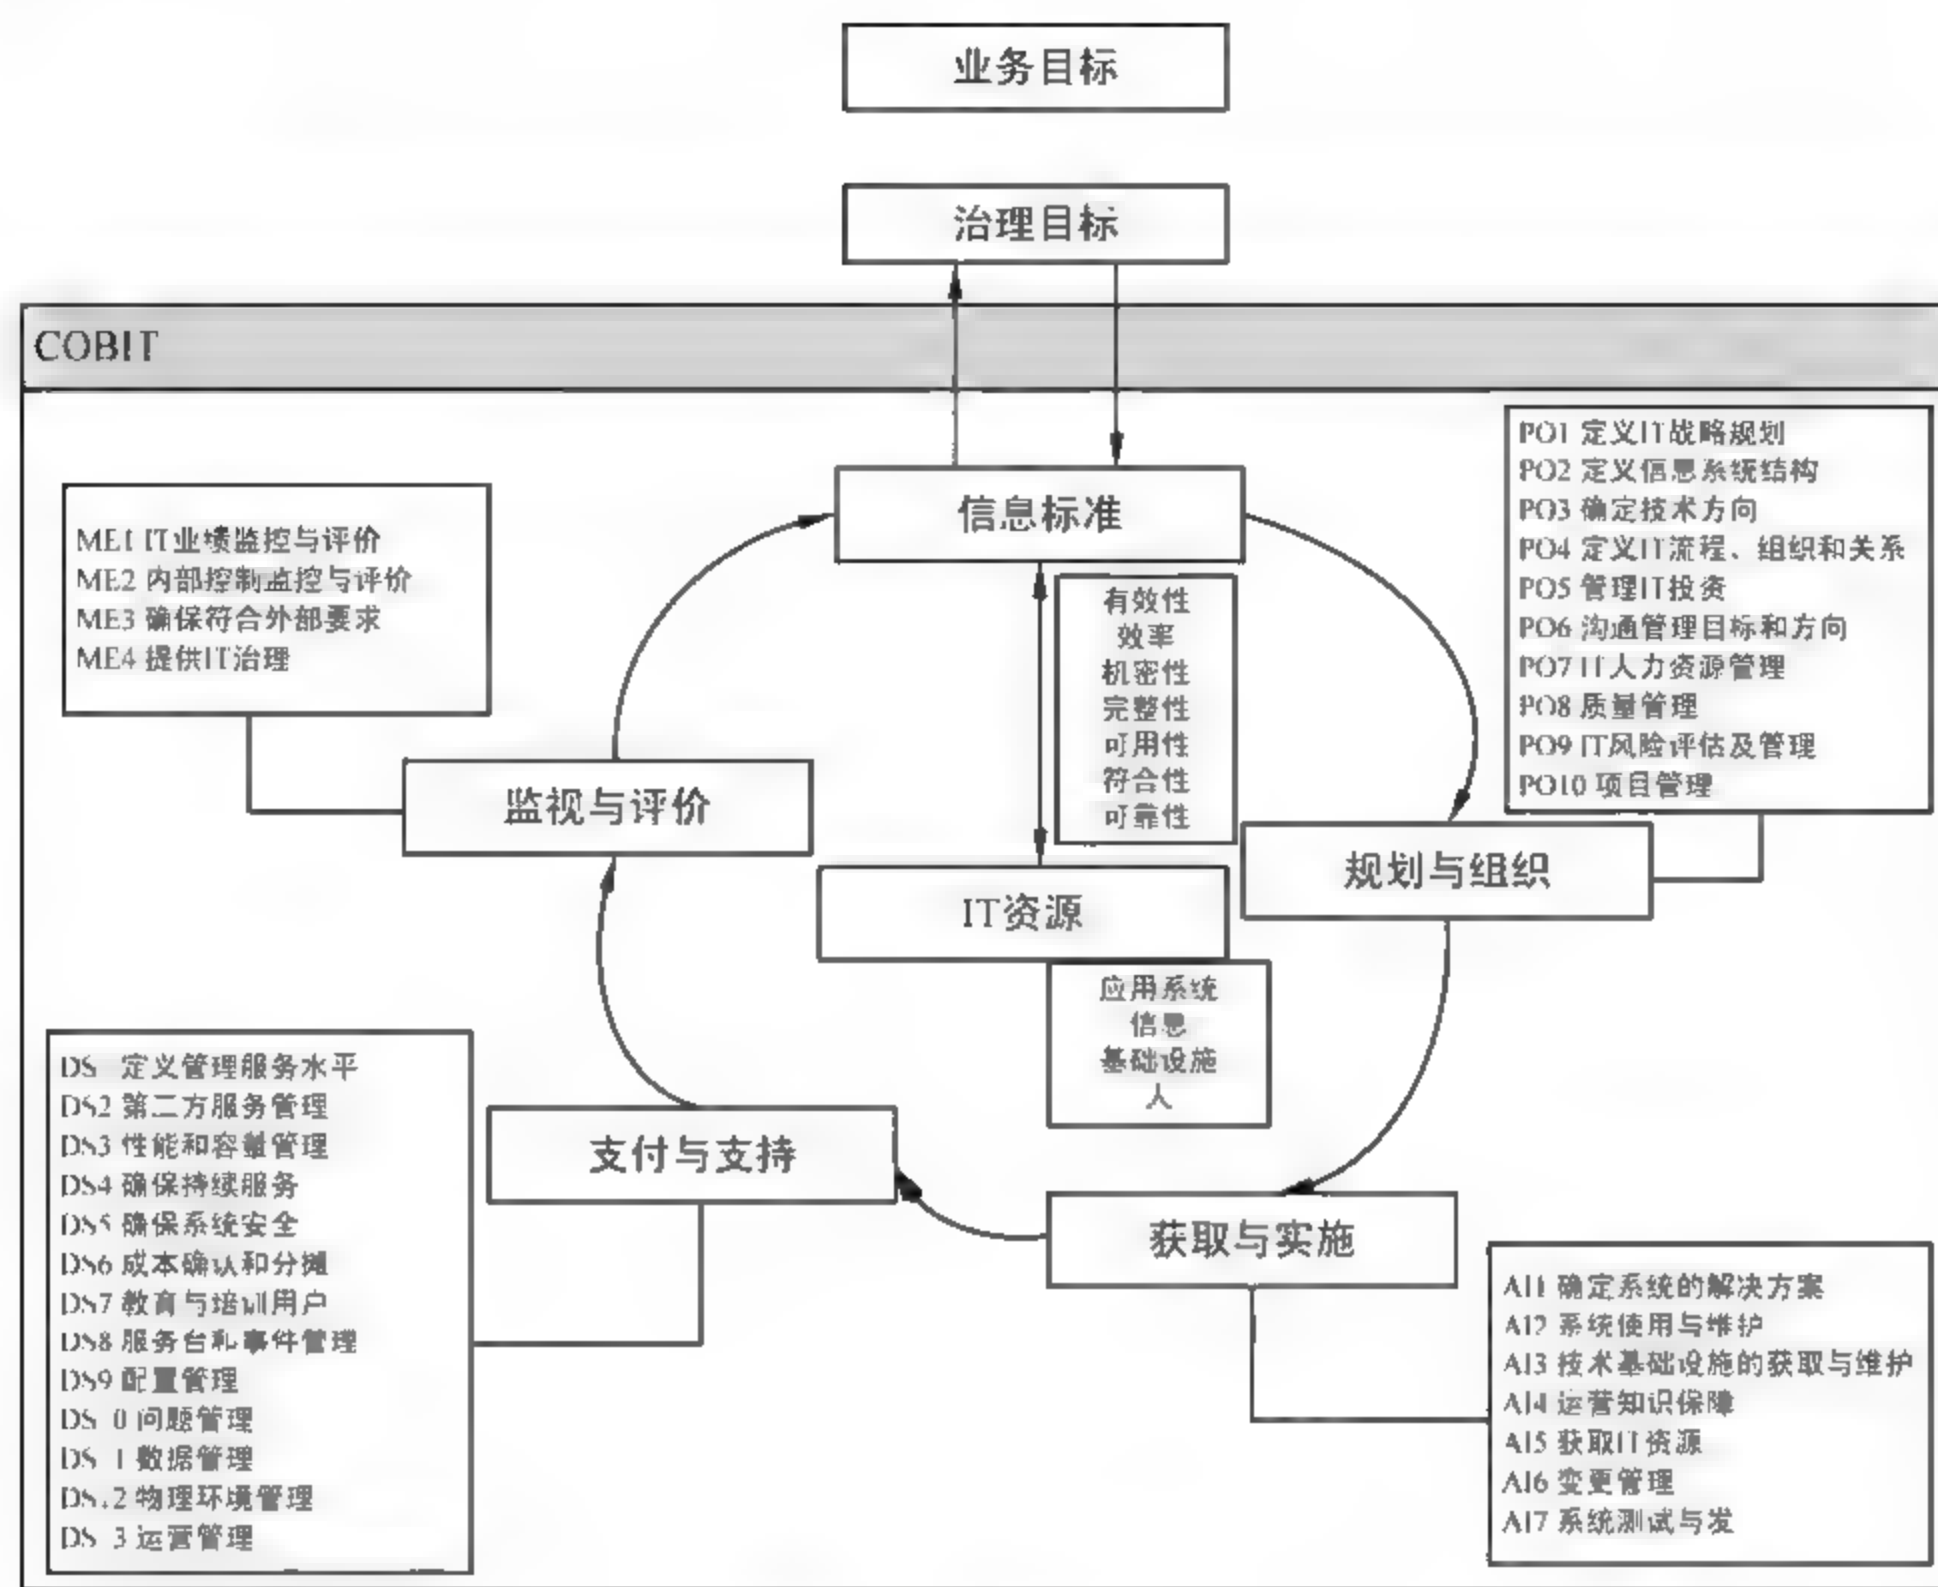 业务目标
治理目标
COBIT
PO1 定义IT战略规划
PO2 定义信息系统结构
PO3 确定技术方向
PO4 定义IT流程、组织和关系
PO5 管理IT投资
PO6 沟通管理目标和方向
PO7 IT人力资源管理
PO8 质量管理
PO9 IT风险评估及管理
PO10 项目管理
信息标准
ME1 IT业绩监控与评价
ME2 内部控制监控与评价
ME3 确保符合外部要求
ME4 提供IT治理
有效性
效率
机密性
完整性
可用性
符合性
可靠性
监视与评价
规划与组织
IT资源
应用系统
信息
基础设施
人
DS 定义管理服务水平
DS2 第二方服务管理
DS3 性能和容量管理
DS4 确保持续服务
DS5 确保系统安全
DS6 成本确认和分摊
DS7 教育与培训用户
DS8 服务台和事件管理
DS9 配置管理
DS 0 问题管理
DS 1 数据管理
DS12 物理环境管理
DS 3 运营管理
支付与支持
获取与实施
AI1 确定系统的解决方案
AI2 系统使用与维护
AI3 技术基础设施的获取与维护
AI4 运营知识保障
AI5 获取IT资源
AI6 变更管理
AI7 系统测试与发